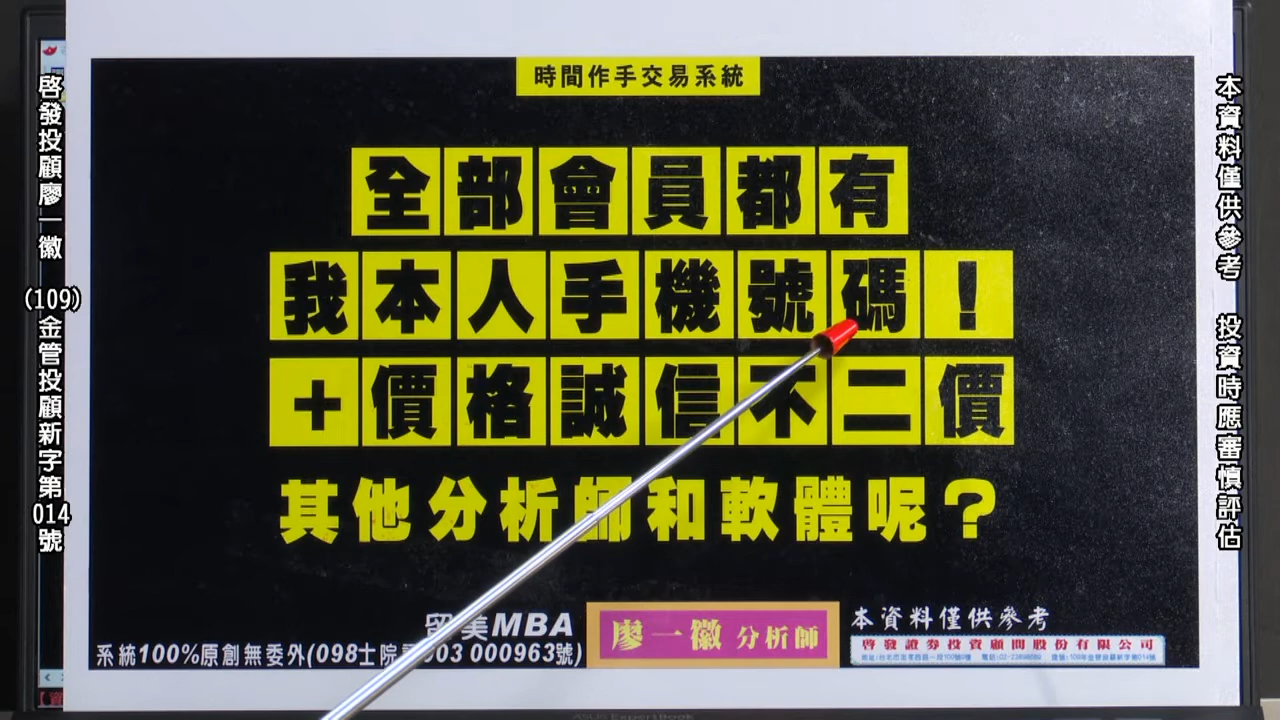 時間作手交易系統
全部會員都有
我本人手機號碼！
＋價格誠信不二價
其他分析師和軟體呢？
留美MBA
系統100%原創無委外(098士院 03 000963號)
廖一徽 分析師
本資料僅供參考
啓發證券投資顧問股份有限公司
啓發投顧廖一徽(109)金管投顧新字第014號
本資料僅供參考 投資時應審慎評估